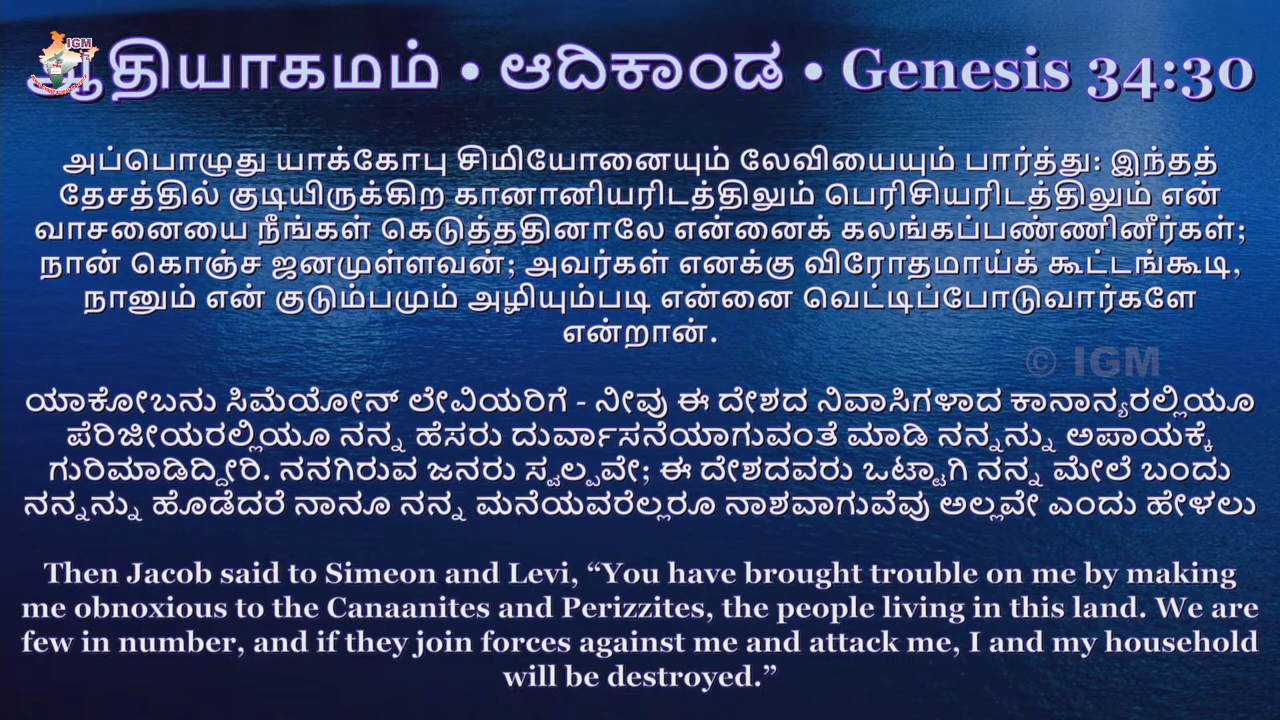 IGM
ஆதியாகமம் • ಆದಿಕಾಂಡ • Genesis 34:30
அப்பொழுது யாக்கோபு சிமியோனையும் லேவியையும் பார்த்து: இந்தத்
தேசத்தில் குடியிருக்கிற கானானியரிடத்திலும் பெரிசியரிடத்திலும் என்
வாசனையை நீங்கள் கெடுத்ததினாலே என்னைக் கலங்கப்பண்ணினீர்கள்;
நான் கொஞ்ச ஜனமுள்ளவன்; அவர்கள் எனக்கு விரோதமாய்க் கூட்டங்கூடி,
நானும் என் குடும்பமும் அழியும்படி என்னை வெட்டிப்போடுவார்களே
என்றான்.
© IGM
ಯಾಕೋಬನು ಸಿಮೆಯೋನ್ ಲೇವಿಯರಿಗೆ - ನೀವು ಈ ದೇಶದ ನಿವಾಸಿಗಳಾದ ಕಾನಾನ್ಯರಲ್ಲಿಯೂ
ಪೆರಿಜೀಯರಲ್ಲಿಯೂ ನನ್ನ ಹೆಸರು ದುರ್ವಾಸನೆಯಾಗುವಂತೆ ಮಾಡಿ ನನ್ನನ್ನು ಅಪಾಯಕ್ಕೆ
ಗುರಿಮಾಡಿದ್ದೀರಿ. ನನಗಿರುವ ಜನರು ಸ್ವಲ್ಪವೇ; ಈ ದೇಶದವರು ಒಟ್ಟಾಗಿ ನನ್ನ ಮೇಲೆ ಬಂದು
ನನ್ನನ್ನು ಹೊಡೆದರೆ ನಾನೂ ನನ್ನ ಮನೆಯವರೆಲ್ಲರೂ ನಾಶವಾಗುವೆವು ಅಲ್ಲವೇ ಎಂದು ಹೇಳಲು
Then Jacob said to Simeon and Levi, “You have brought trouble on me by making
me obnoxious to the Canaanites and Perizzites, the people living in this land. We are
few in number, and if they join forces against me and attack me, I and my household
will be destroyed.”